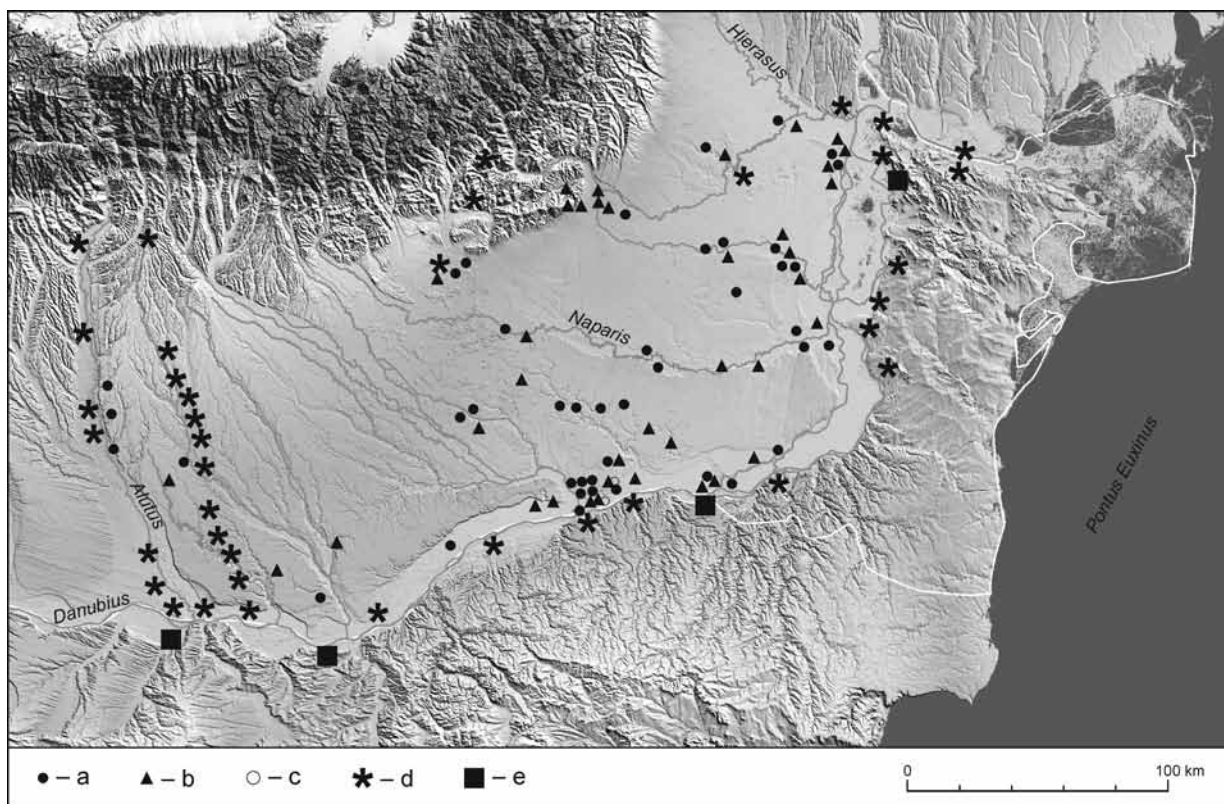 Hierasus
Naparis
Alutus
Danubius
Pontus Euxinus
● – a ▲ – b ○ – c * – d ■ – e
0 100 km